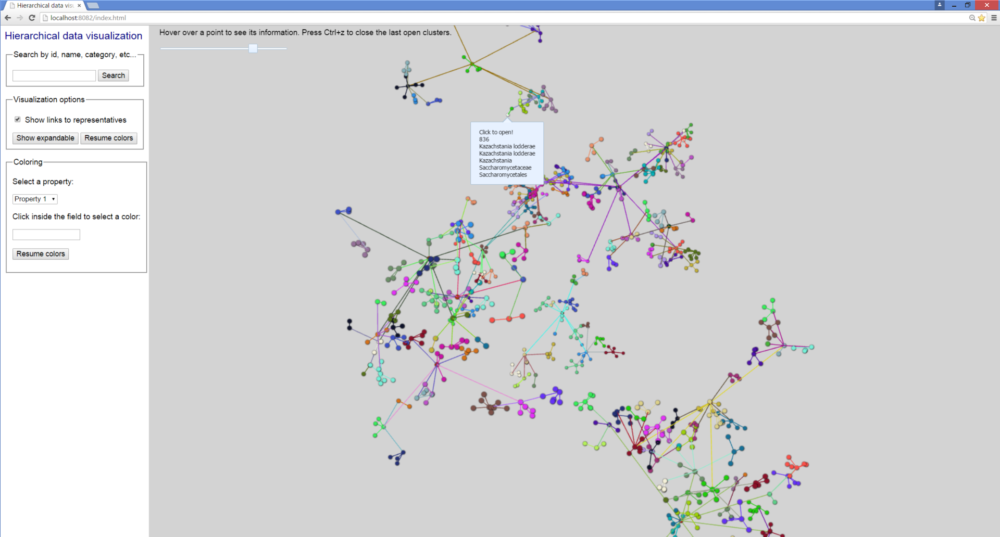 Hierarchical data vis
localhost:8082/index.html
Hierarchical data visualization
Search by id, name, category, etc...
Search
Visualization options
Show links to representatives
Show expandable
Resume colors
Coloring
Select a property:
Property 1
Click inside the field to select a color:
Resume colors
Hover over a point to see its information. Press Ctrl+z to close the last open clusters.
Click to open!
836
Kazachstania lodderae
Kazachstania lodderae
Kazachstania
Saccharomycetaceae
Saccharomycetales